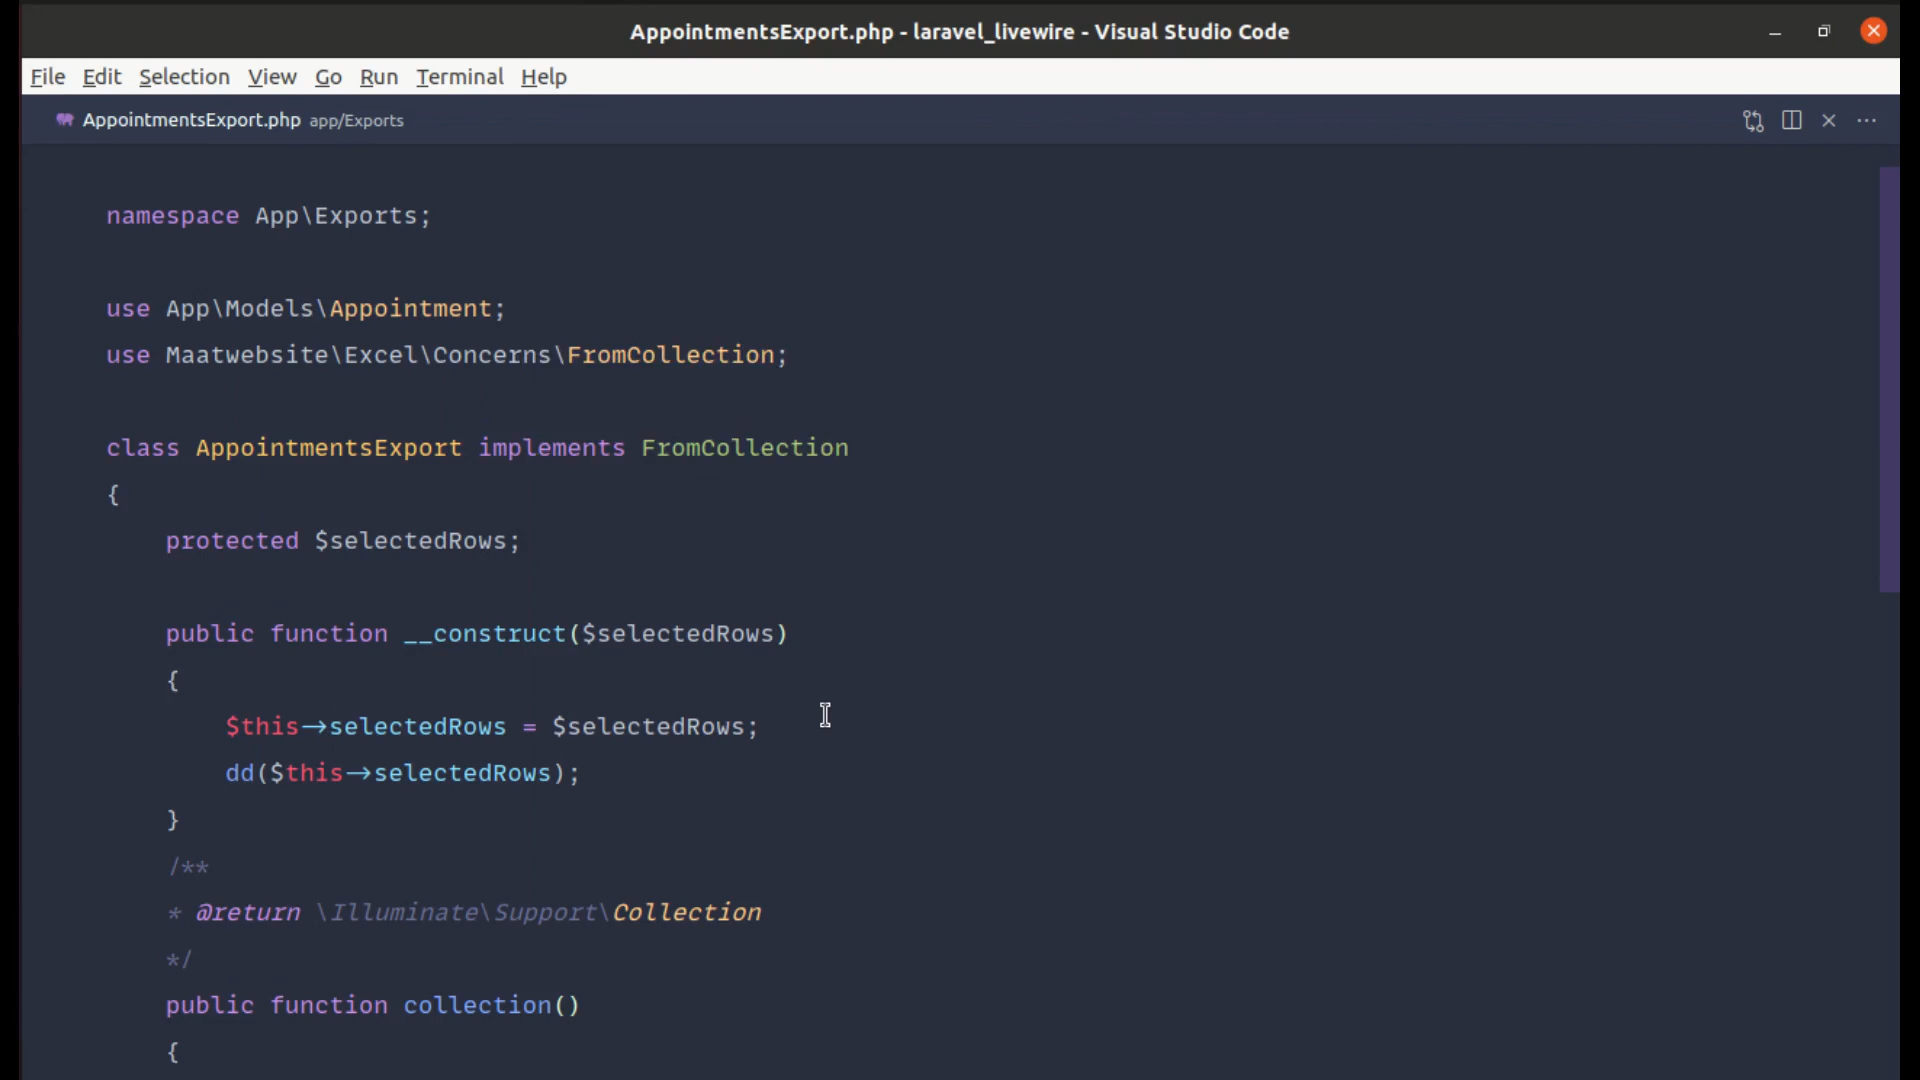 AppointmentsExport.php - laravel_livewire - Visual Studio Code
File Edit Selection View Go Run Terminal Help
AppointmentsExport.php app/Exports
namespace App\Exports;
use App\Models\Appointment;
use Maatwebsite\Excel\Concerns\FromCollection;
class AppointmentsExport implements FromCollection
{
    protected $selectedRows;
    public function __construct($selectedRows)
    {
        $this->selectedRows = $selectedRows;
        dd($this->selectedRows);
    }
    /**
    * @return \Illuminate\Support\Collection
    */
    public function collection()
    {